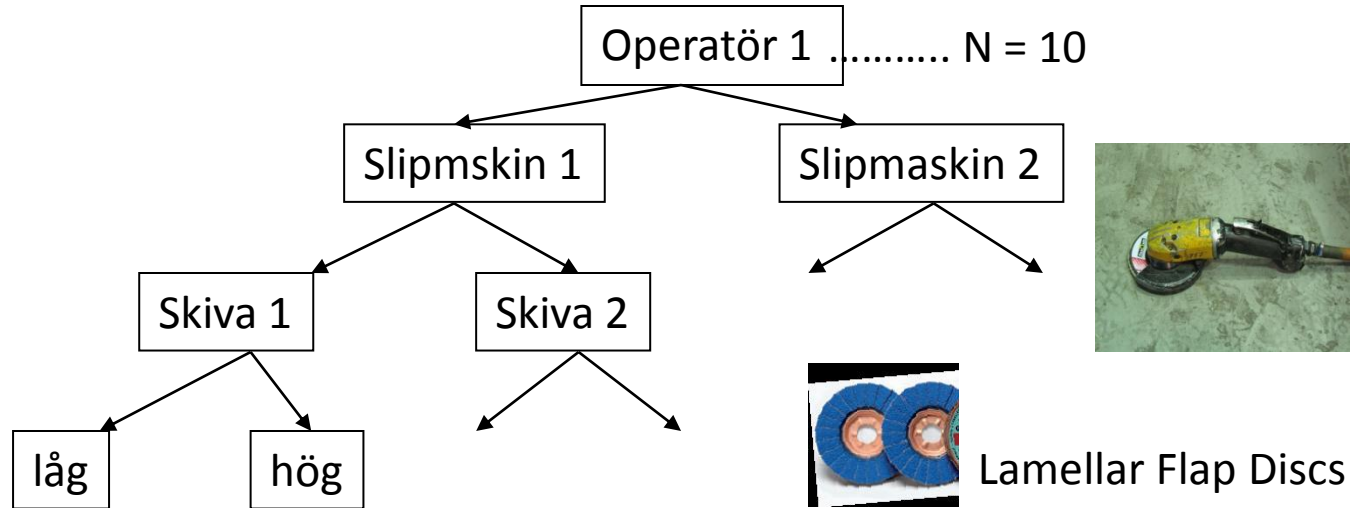 Operatör 1 ........... N = 10
Slipmskin 1
Slipmaskin 2
Skiva 1
Skiva 2
låg
hög
Lamellar Flap Discs